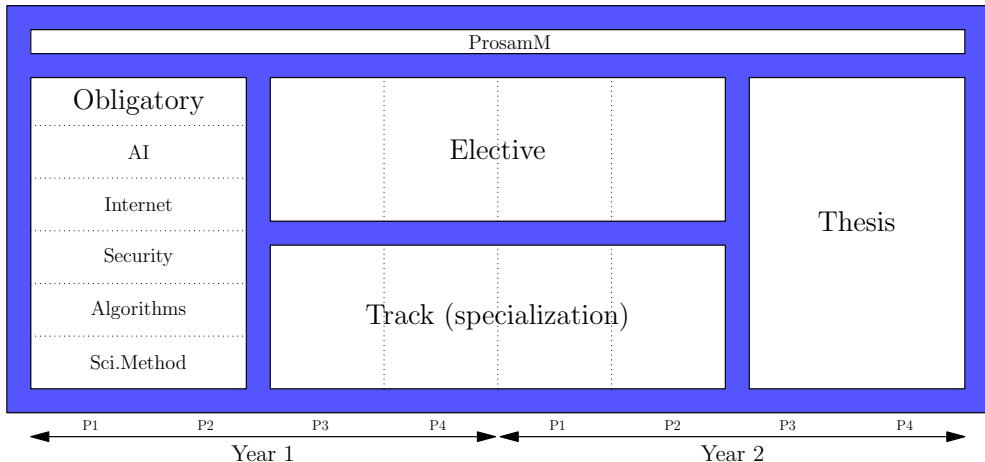 ProsamM
Obligatory
AI
Internet
Security
Algorithms
Sci.Method
Elective
Track (specialization)
Thesis
P1 P2 P3 P4 P1 P2 P3 P4
Year 1 Year 2